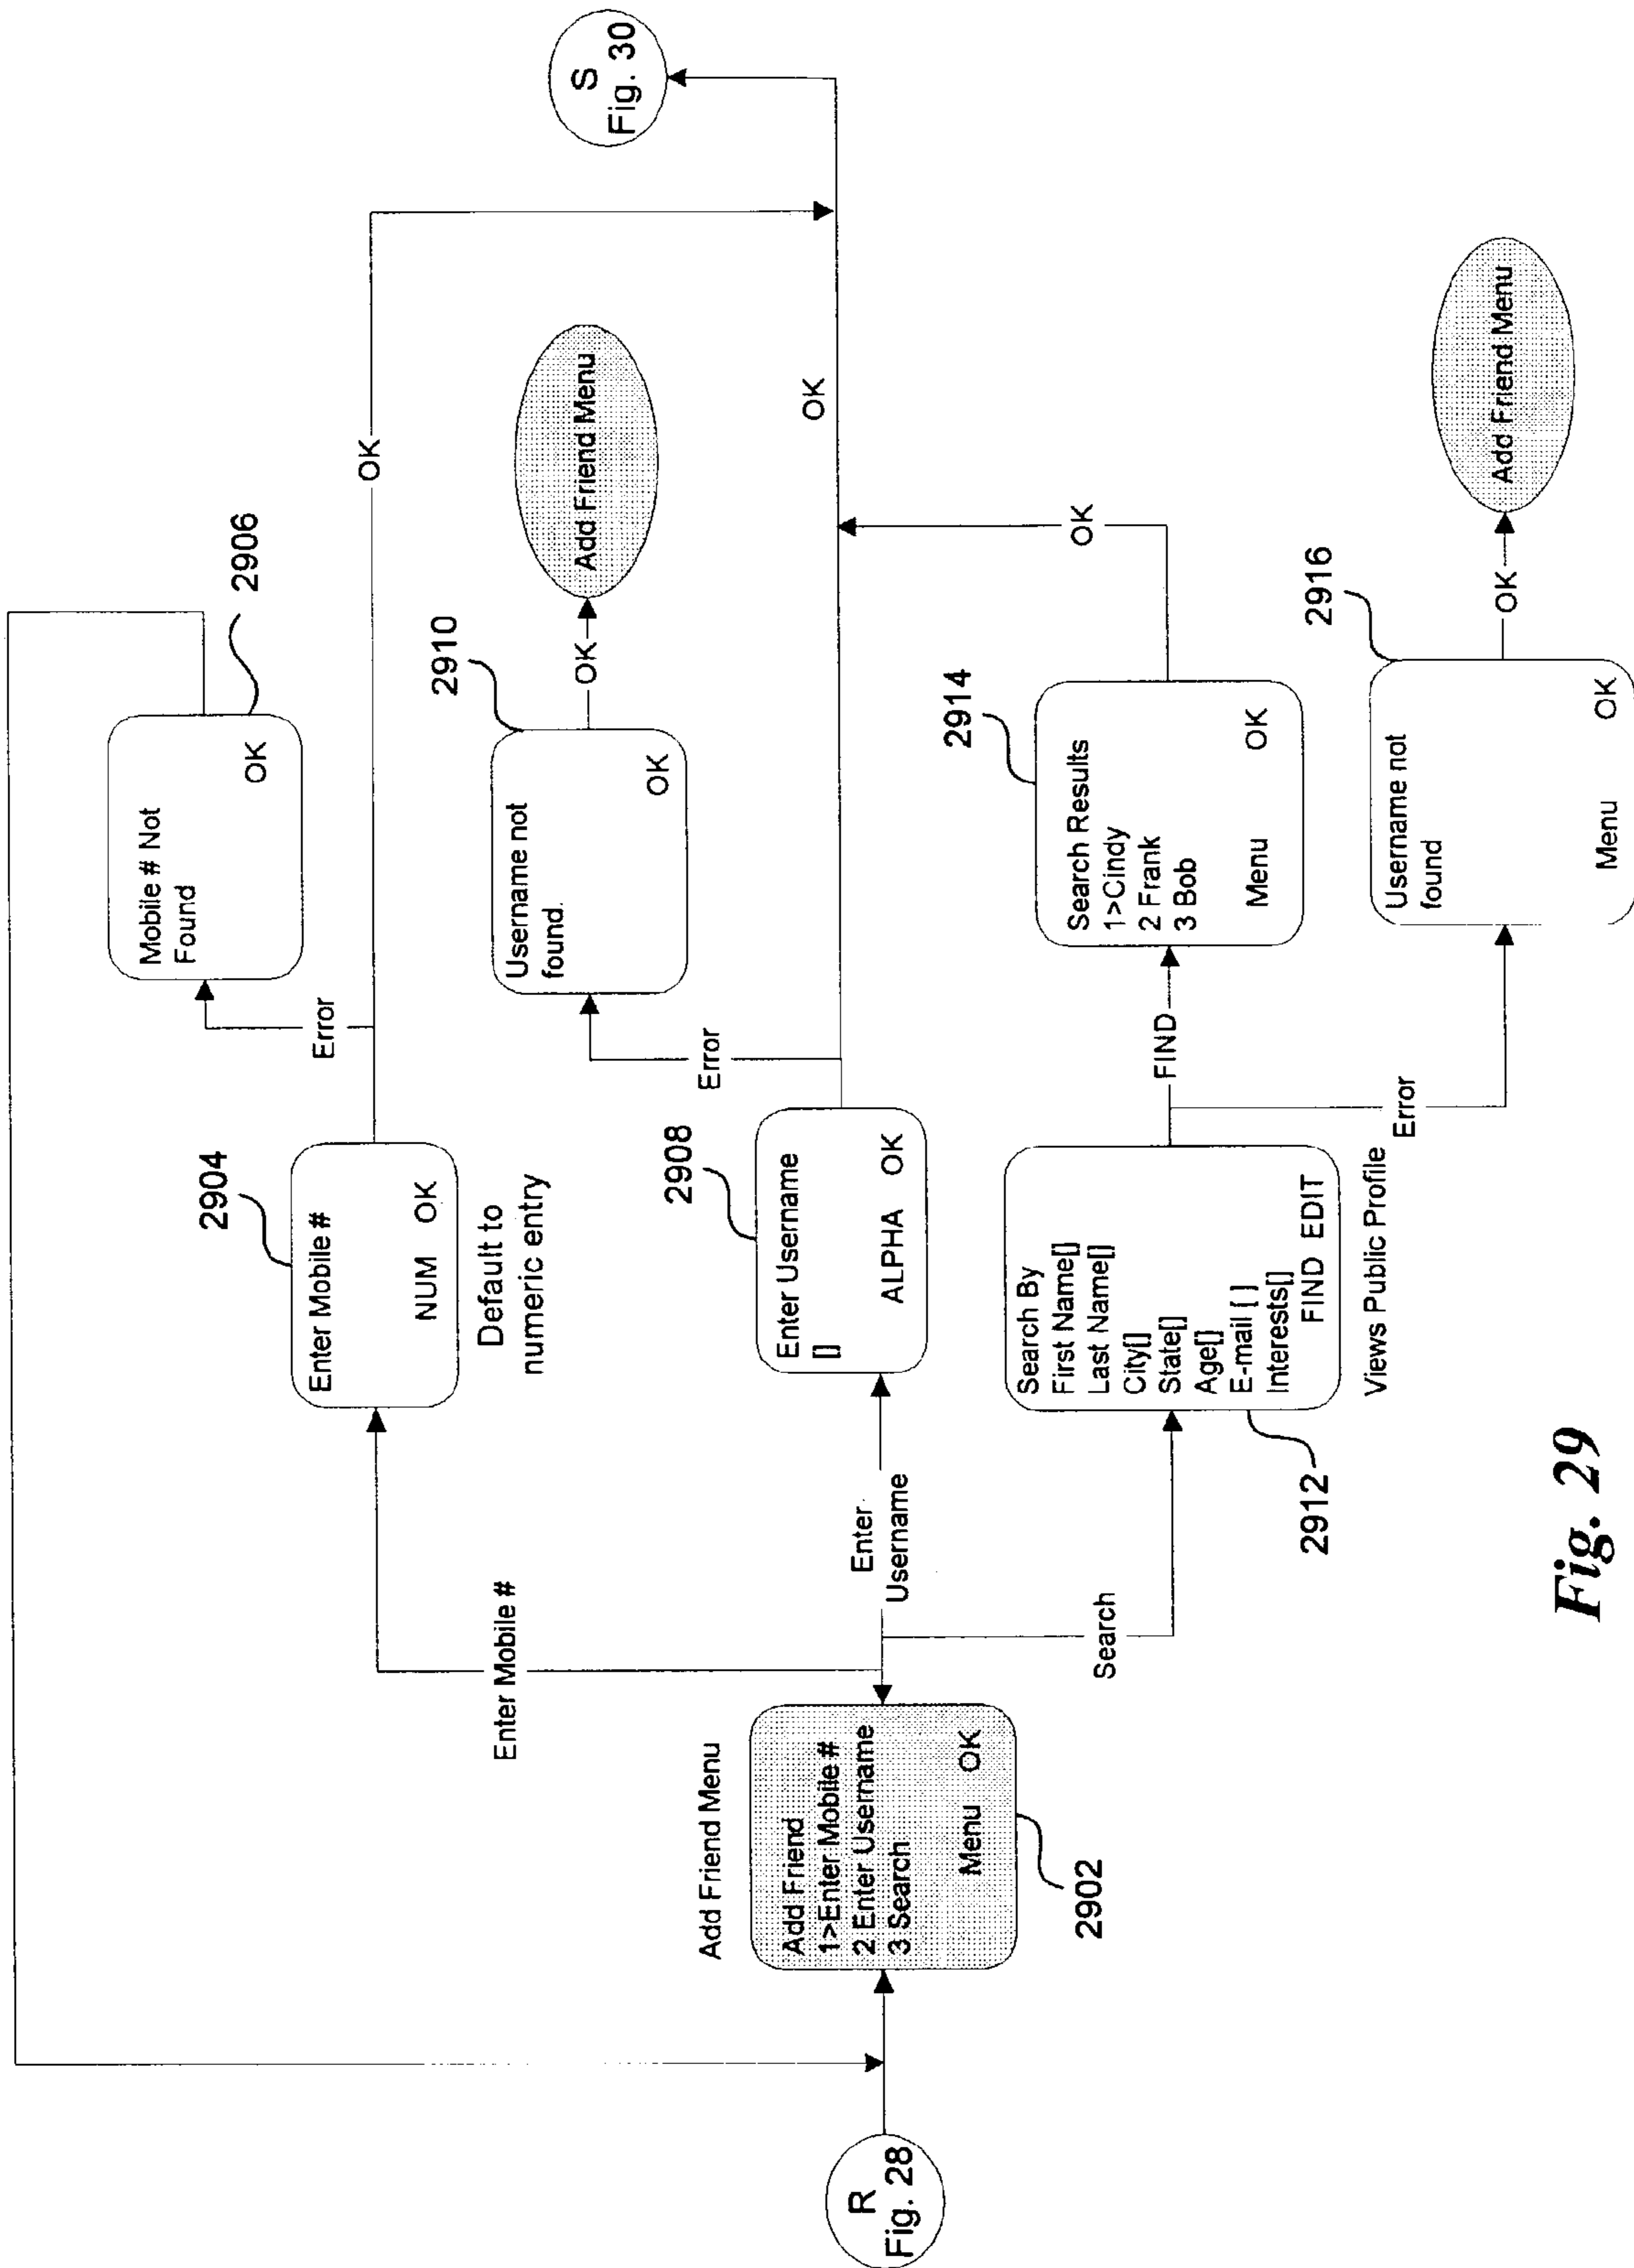 R
Fig. 28
Add Friend Menu
Add Friend
1>Enter Mobile #
2 Enter Username
3 Search
Menu OK
2902
Enter Mobile #
Enter
Username
Search
2904
Enter Mobile #
NUM OK
Default to
numeric entry
Error
OK
2906
Mobile # Not
Found
OK
2908
Enter Username
[]
ALPHA OK
Error
OK
2910
Username not
found.
OK
OK
Add Friend Menu
2912
Search By
First Name[]
Last Name[]
City[]
State[]
Age[]
E-mail [ ]
Interests[]
FIND EDIT
Views Public Profile
FIND
Error
2914
Search Results
1>Cindy
2 Frank
3 Bob
Menu OK
OK
2916
Username not
found
Menu OK
OK
Add Friend Menu
S
Fig. 30
Fig. 29